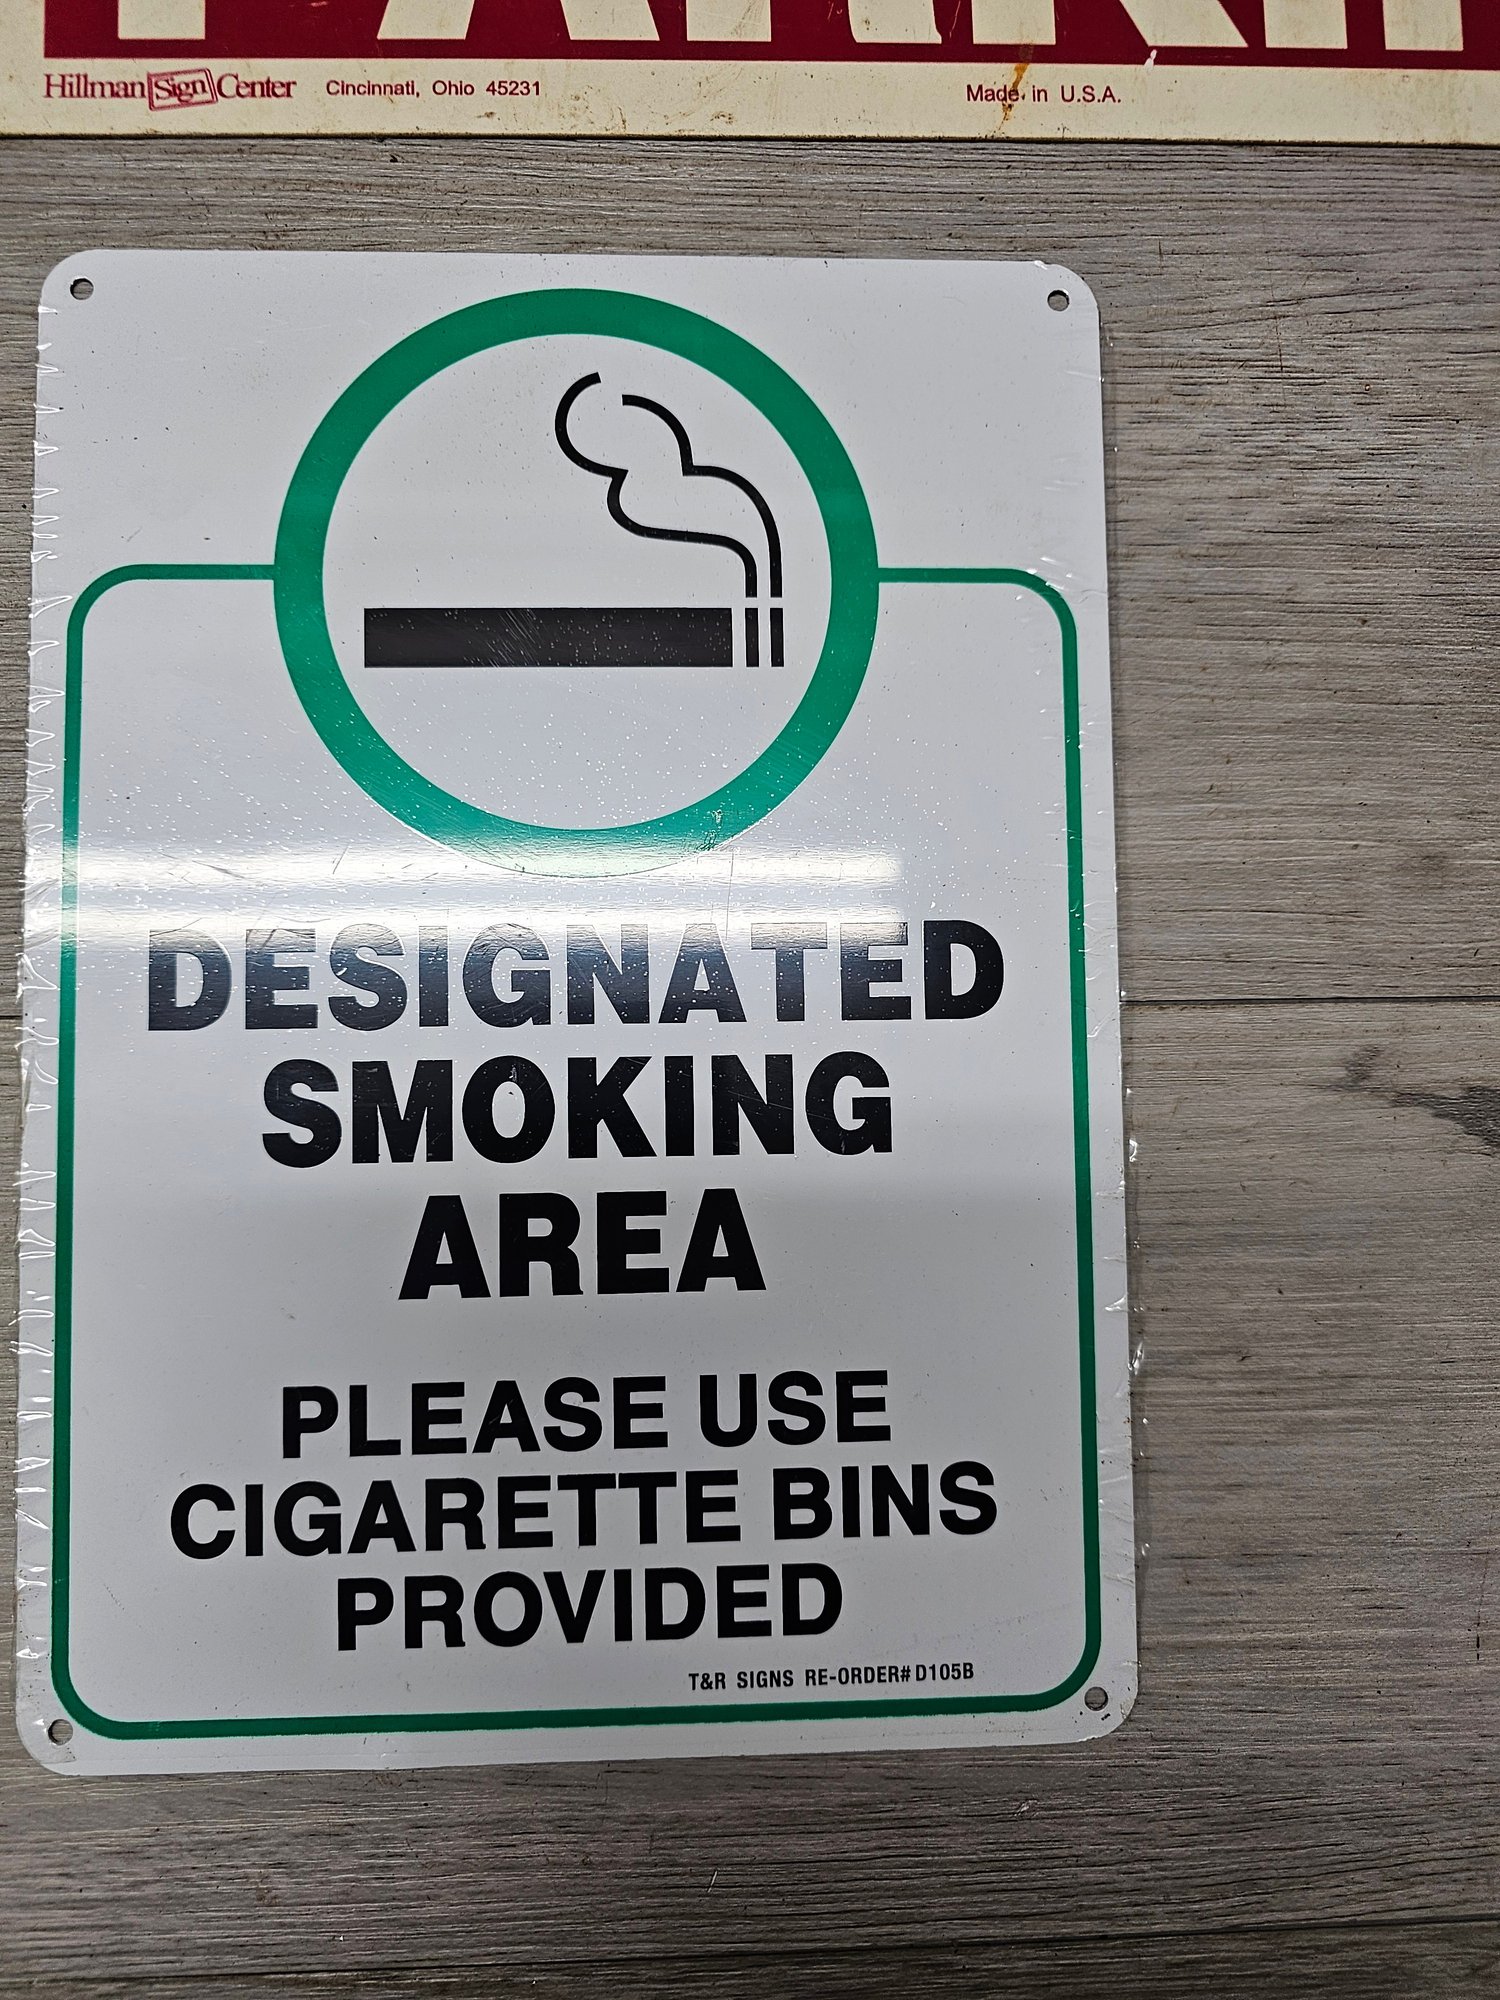 Hillman Sign Center Cincinnati, Ohio 45231 Made in U.S.A.
DESIGNATED
SMOKING
AREA
PLEASE USE
CIGARETTE BINS
PROVIDED
T&R SIGNS RE-ORDER# D105B